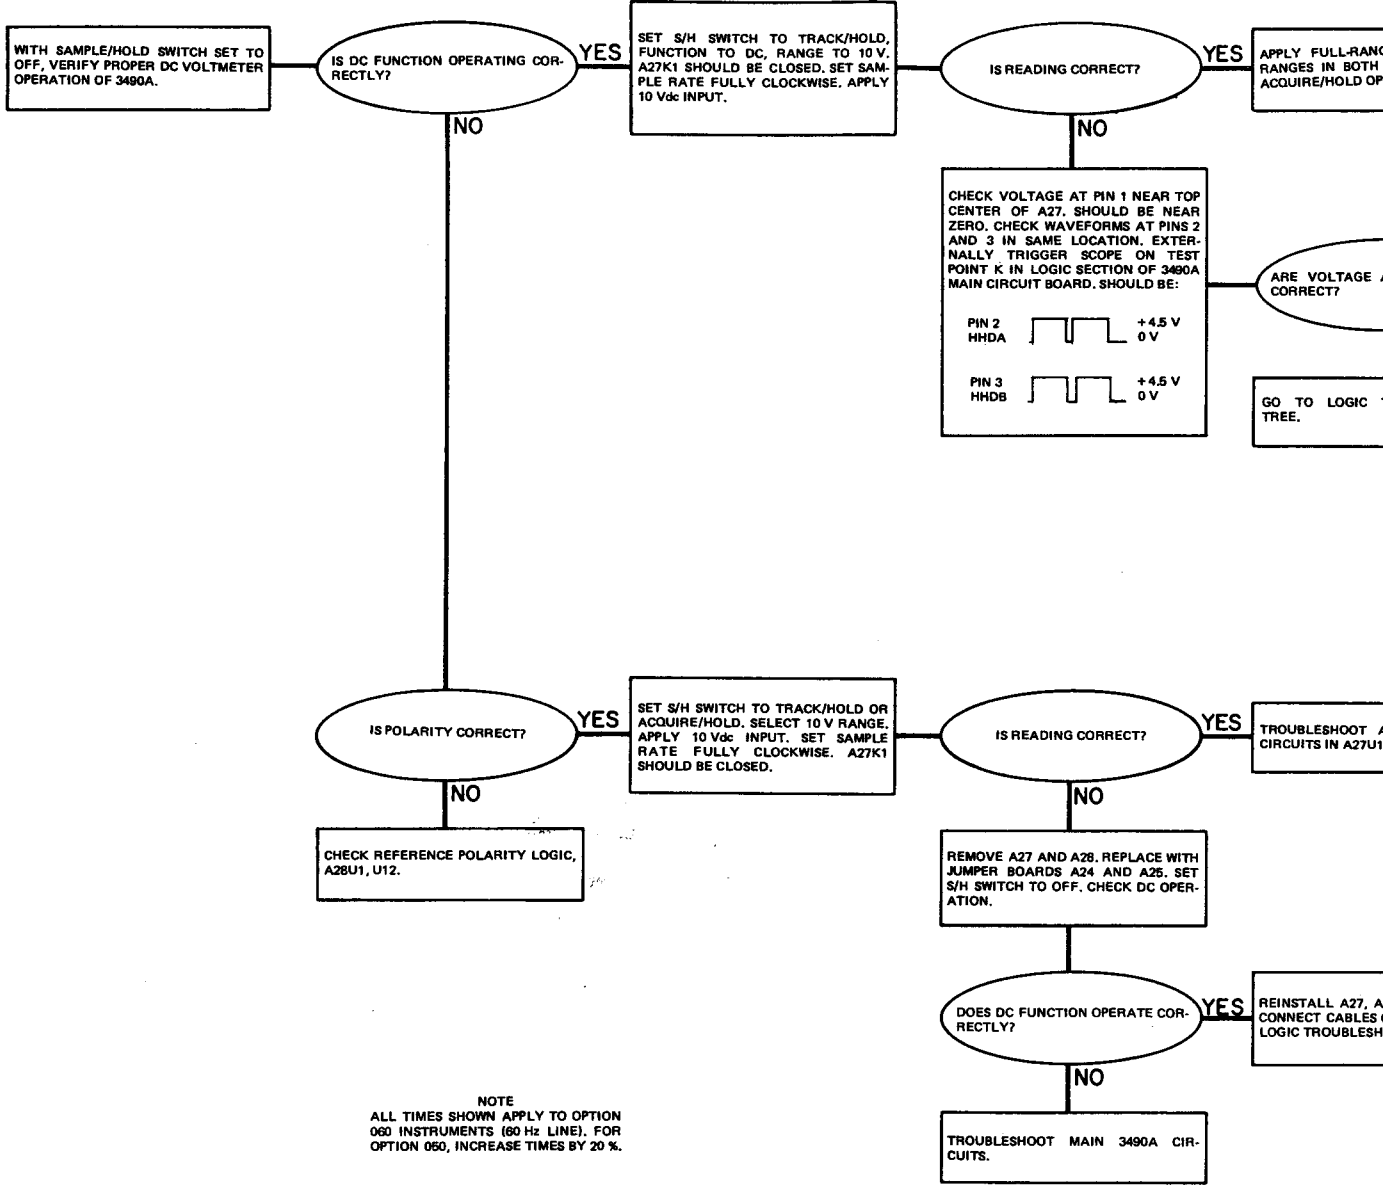 WITH SAMPLE/HOLD SWITCH SET TO
OFF, VERIFY PROPER DC VOLTMETER
OPERATION OF 3490A.
IS DC FUNCTION OPERATING COR-
RECTLY?
YES
NO
SET S/H SWITCH TO TRACK/HOLD,
FUNCTION TO DC, RANGE TO 10 V.
A27K1 SHOULD BE CLOSED. SET SAM-
PLE RATE FULLY CLOCKWISE. APPLY
10 Vdc INPUT.
IS READING CORRECT?
YES
NO
APPLY FULL-RANG
RANGES IN BOTH
ACQUIRE/HOLD OP
CHECK VOLTAGE AT PIN 1 NEAR TOP
CENTER OF A27. SHOULD BE NEAR
ZERO. CHECK WAVEFORMS AT PINS 2
AND 3 IN SAME LOCATION. EXTER-
NALLY TRIGGER SCOPE ON TEST
POINT K IN LOGIC SECTION OF 3490A
MAIN CIRCUIT BOARD. SHOULD BE:
PIN 2 +4.5 V
HHDA 0 V
PIN 3 +4.5 V
HHDB 0 V
ARE VOLTAGE
CORRECT?
GO TO LOGIC
TREE.
IS POLARITY CORRECT?
YES
NO
SET S/H SWITCH TO TRACK/HOLD OR
ACQUIRE/HOLD. SELECT 10 V RANGE.
APPLY 10 Vdc INPUT. SET SAMPLE
RATE FULLY CLOCKWISE. A27K1
SHOULD BE CLOSED.
IS READING CORRECT?
YES
NO
TROUBLESHOOT A
CIRCUITS IN A27U1
CHECK REFERENCE POLARITY LOGIC,
A28U1, U12.
REMOVE A27 AND A28. REPLACE WITH
JUMPER BOARDS A24 AND A25. SET
S/H SWITCH TO OFF. CHECK DC OPER-
ATION.
DOES DC FUNCTION OPERATE COR-
RECTLY?
YES
NO
REINSTALL A27, A
CONNECT CABLES
LOGIC TROUBLESH
TROUBLESHOOT MAIN 3490A CIR-
CUITS.
NOTE
ALL TIMES SHOWN APPLY TO OPTION
060 INSTRUMENTS (60 Hz LINE). FOR
OPTION 050, INCREASE TIMES BY 20 %.